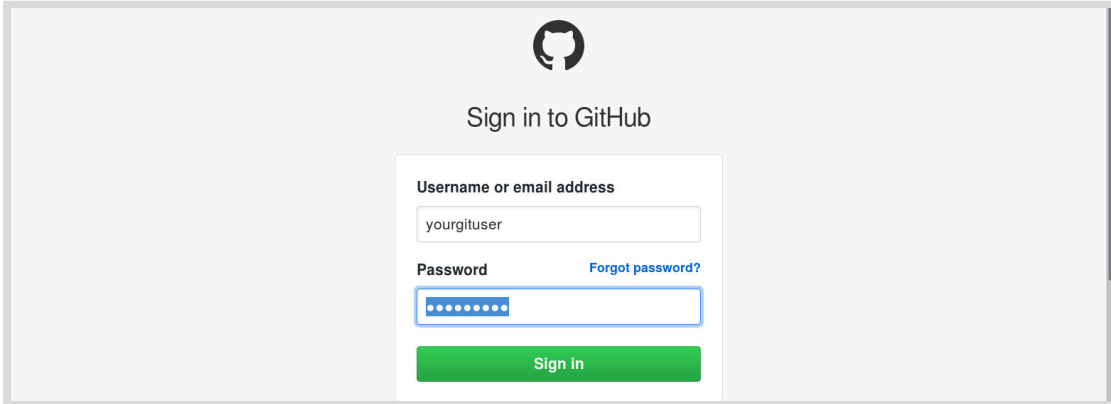 Sign in to GitHub
Username or email address
yourgituser
Password Forgot password?
•••••••••
Sign in